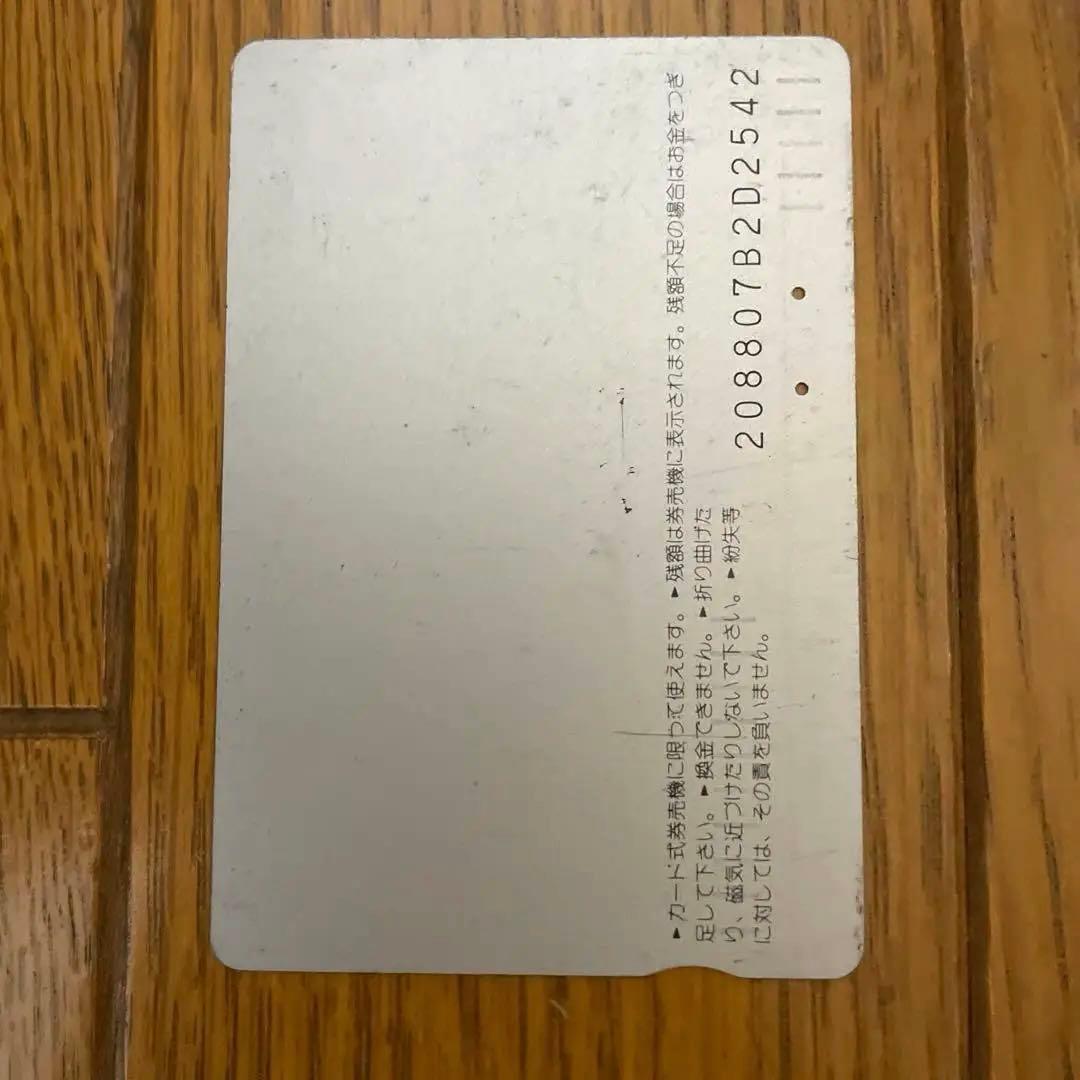 ▶カード式券売機に限って使えます。▶残額は券売機に表示されます。残額不足の場合はお金をつぎ
足して下さい。▶換金できません。▶折り曲げた
り、磁気に近づけたりしないで下さい。▶紛失等
に対しては、その責を負いません。
208807B2D2542